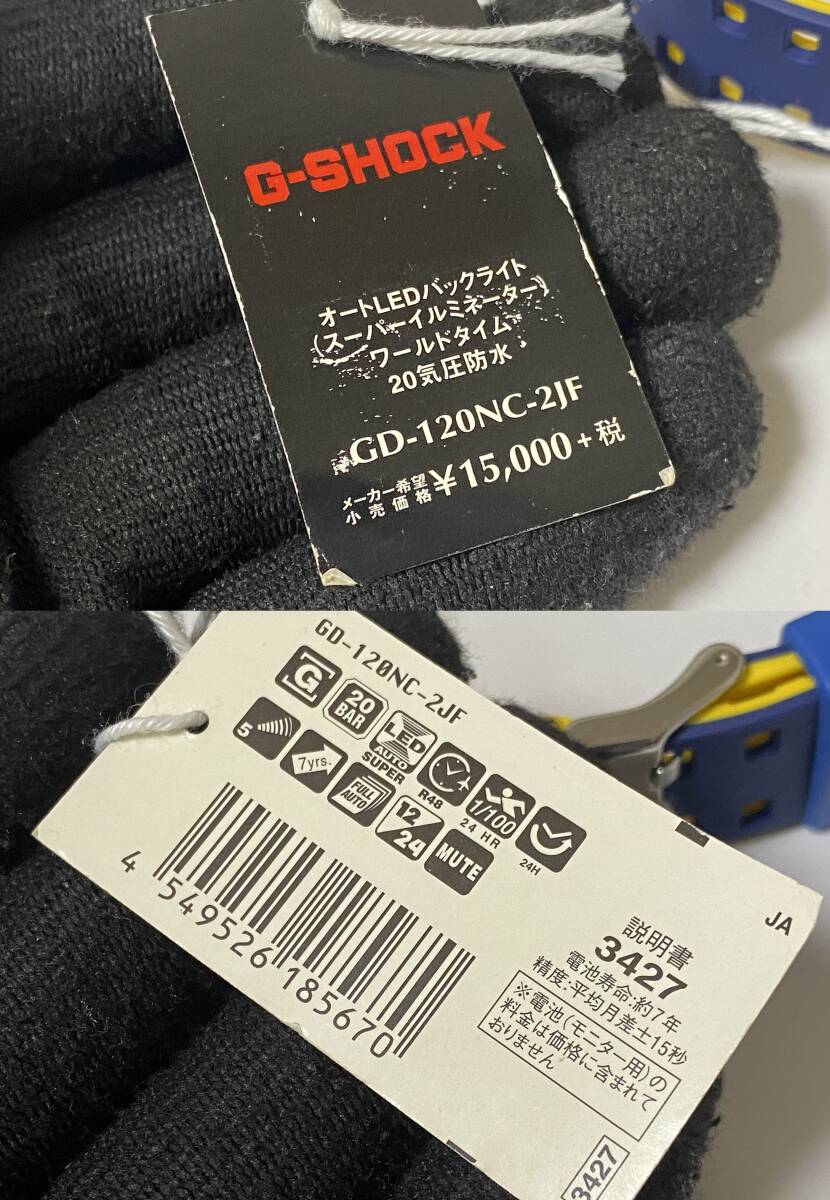 G-SHOCK
オートLEDバックライト
(スーパーイルミネーター)
ワールドタイム
20気圧防水
GD-120NC-2JF
メーカー希望
小売価格 ¥15,000+税
GD-120NC-2JF
G
20 BAR
LED AUTO SUPER
R48
24 HR
1/100
24H
5
7yrs.
FULL AUTO
12/24
MUTE
4 549526 185670
JA
説明書
3427
電池寿命:約7年
精度:平均月差±15秒
※電池(モニター用)の
料金は価格に含まれて
おりません
3427